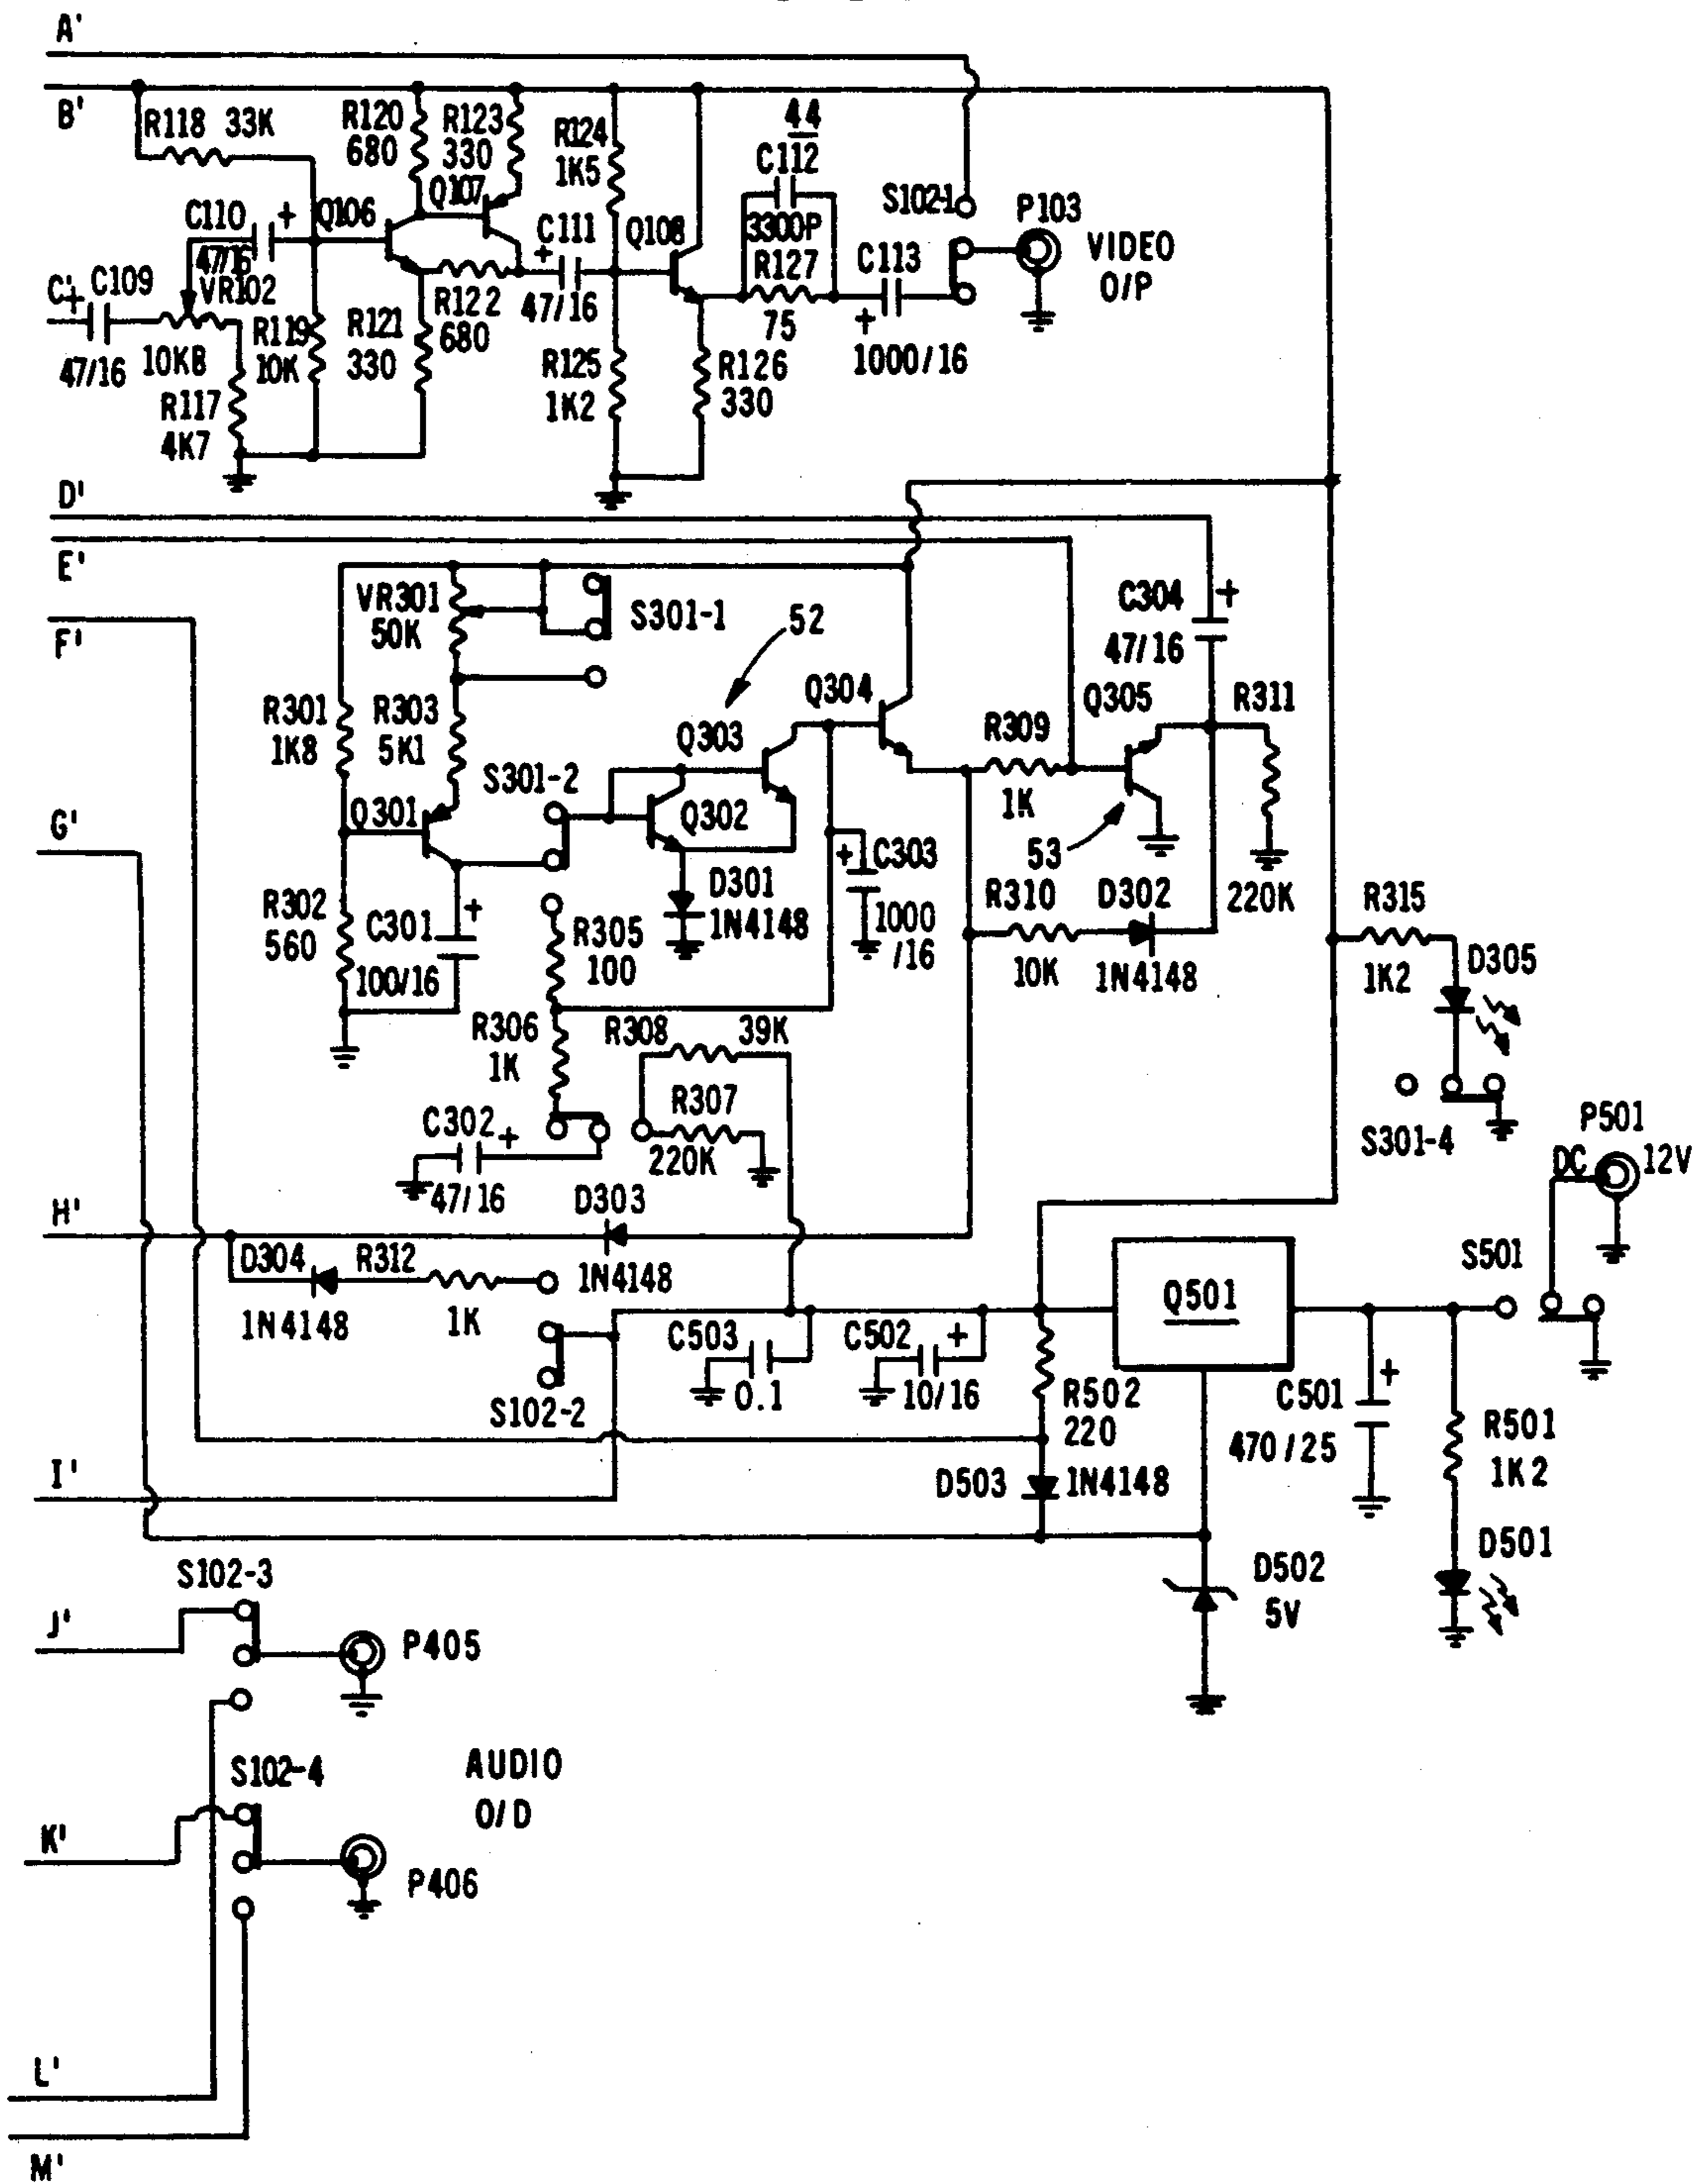 A'
B'
R118 33K
R120
680
R123
330
R124
1K5
44
C112
3300P
R127
75
S102-1
P103
VIDEO
O/P
C110
47/16
Q106
Q107
C111
47/16
Q108
C113
1000/16
C'
C109
47/16
VR102
10KB
R119
10K
R121
330
R122
680
R125
1K2
R126
330
R117
4K7
D'
E'
F'
VR301
50K
S301-1
52
C304
47/16
R301
1K8
R303
5K1
Q303
Q304
R309
1K
Q305
R311
220K
S301-2
Q301
Q302
G'
D301
1N4148
C303
1000
/16
53
R310
10K
D302
1N4148
R302
560
C301
100/16
R305
100
R315
1K2
D305
R306
1K
R308
39K
R307
220K
C302
47/16
S301-4
P501
DC
12V
H'
D303
1N4148
D304
1N4148
R312
1K
Q501
S501
S102-2
C503
0.1
C502
10/16
R502
220
C501
470/25
R501
1K2
I'
D503
1N4148
D502
5V
D501
S102-3
J'
P405
S102-4
AUDIO
O/D
K'
P406
L'
M'